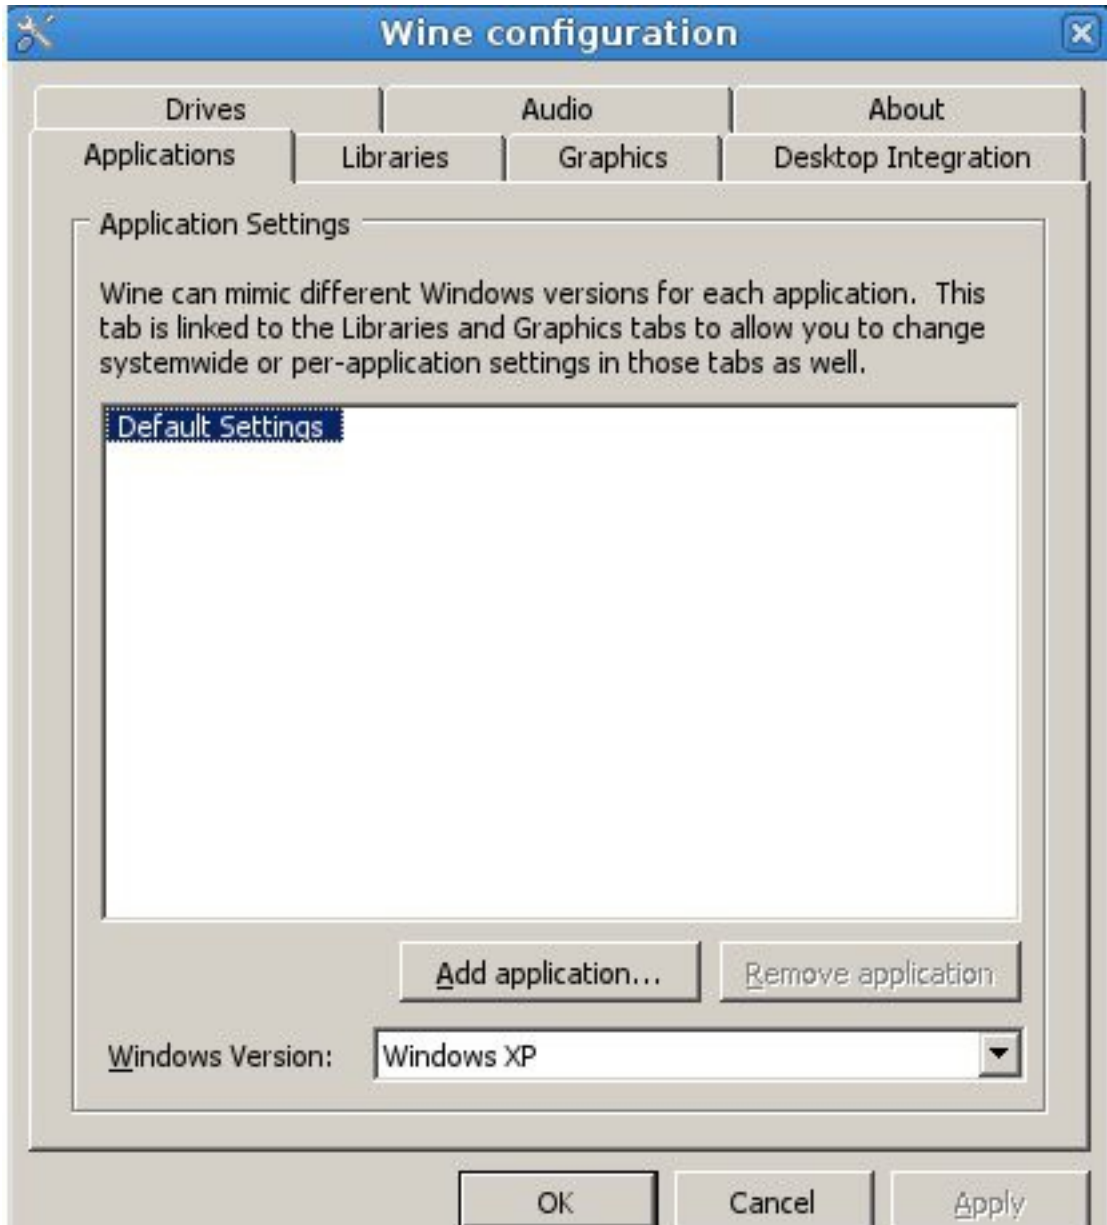 Wine configuration
Drives Audio About
Applications Libraries Graphics Desktop Integration
Application Settings
Wine can mimic different Windows versions for each application.  This
tab is linked to the Libraries and Graphics tabs to allow you to change
systemwide or per-application settings in those tabs as well.
Default Settings
Add application... Remove application
Windows Version: Windows XP
OK Cancel Apply